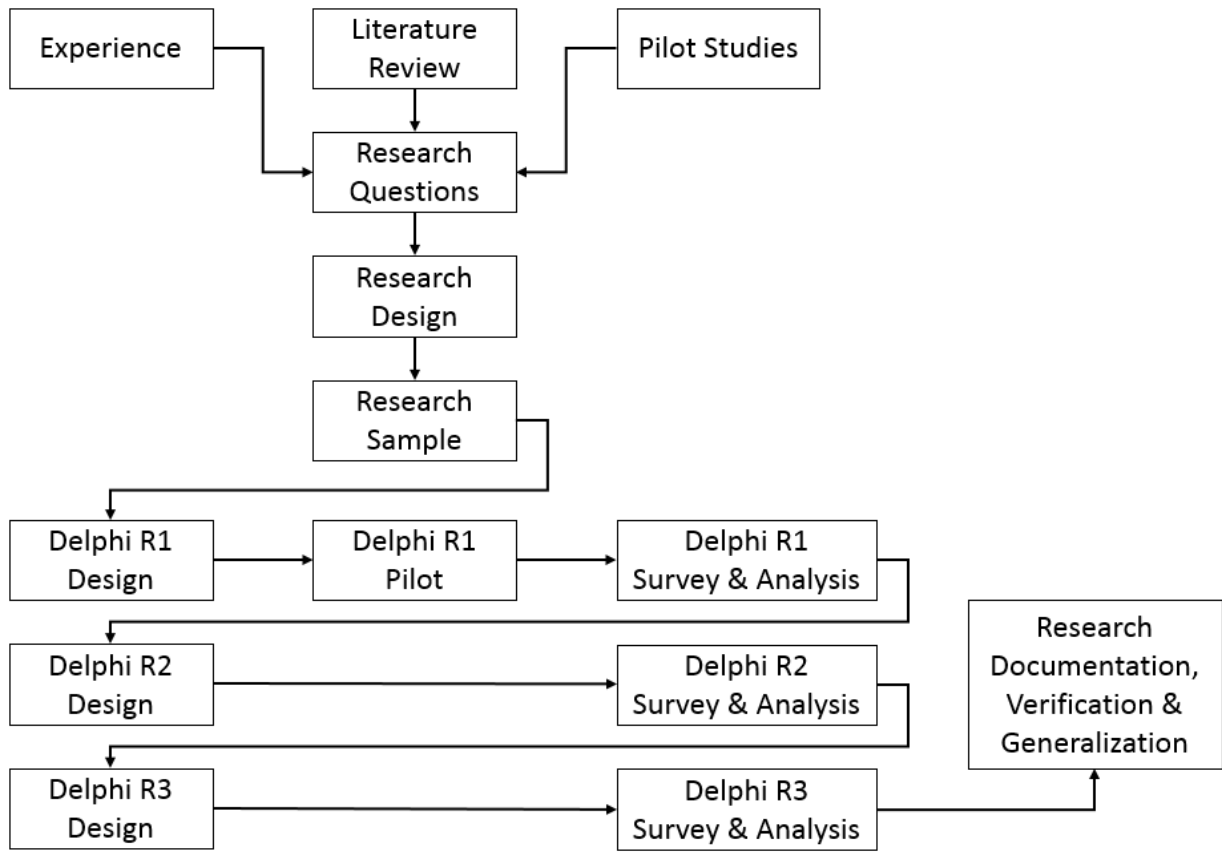 Experience
Literature
Review
Pilot Studies
Research
Questions
Research
Design
Research
Sample
Delphi R1
Design
Delphi R1
Pilot
Delphi R1
Survey & Analysis
Delphi R2
Design
Delphi R2
Survey & Analysis
Delphi R3
Design
Delphi R3
Survey & Analysis
Research
Documentation,
Verification &
Generalization